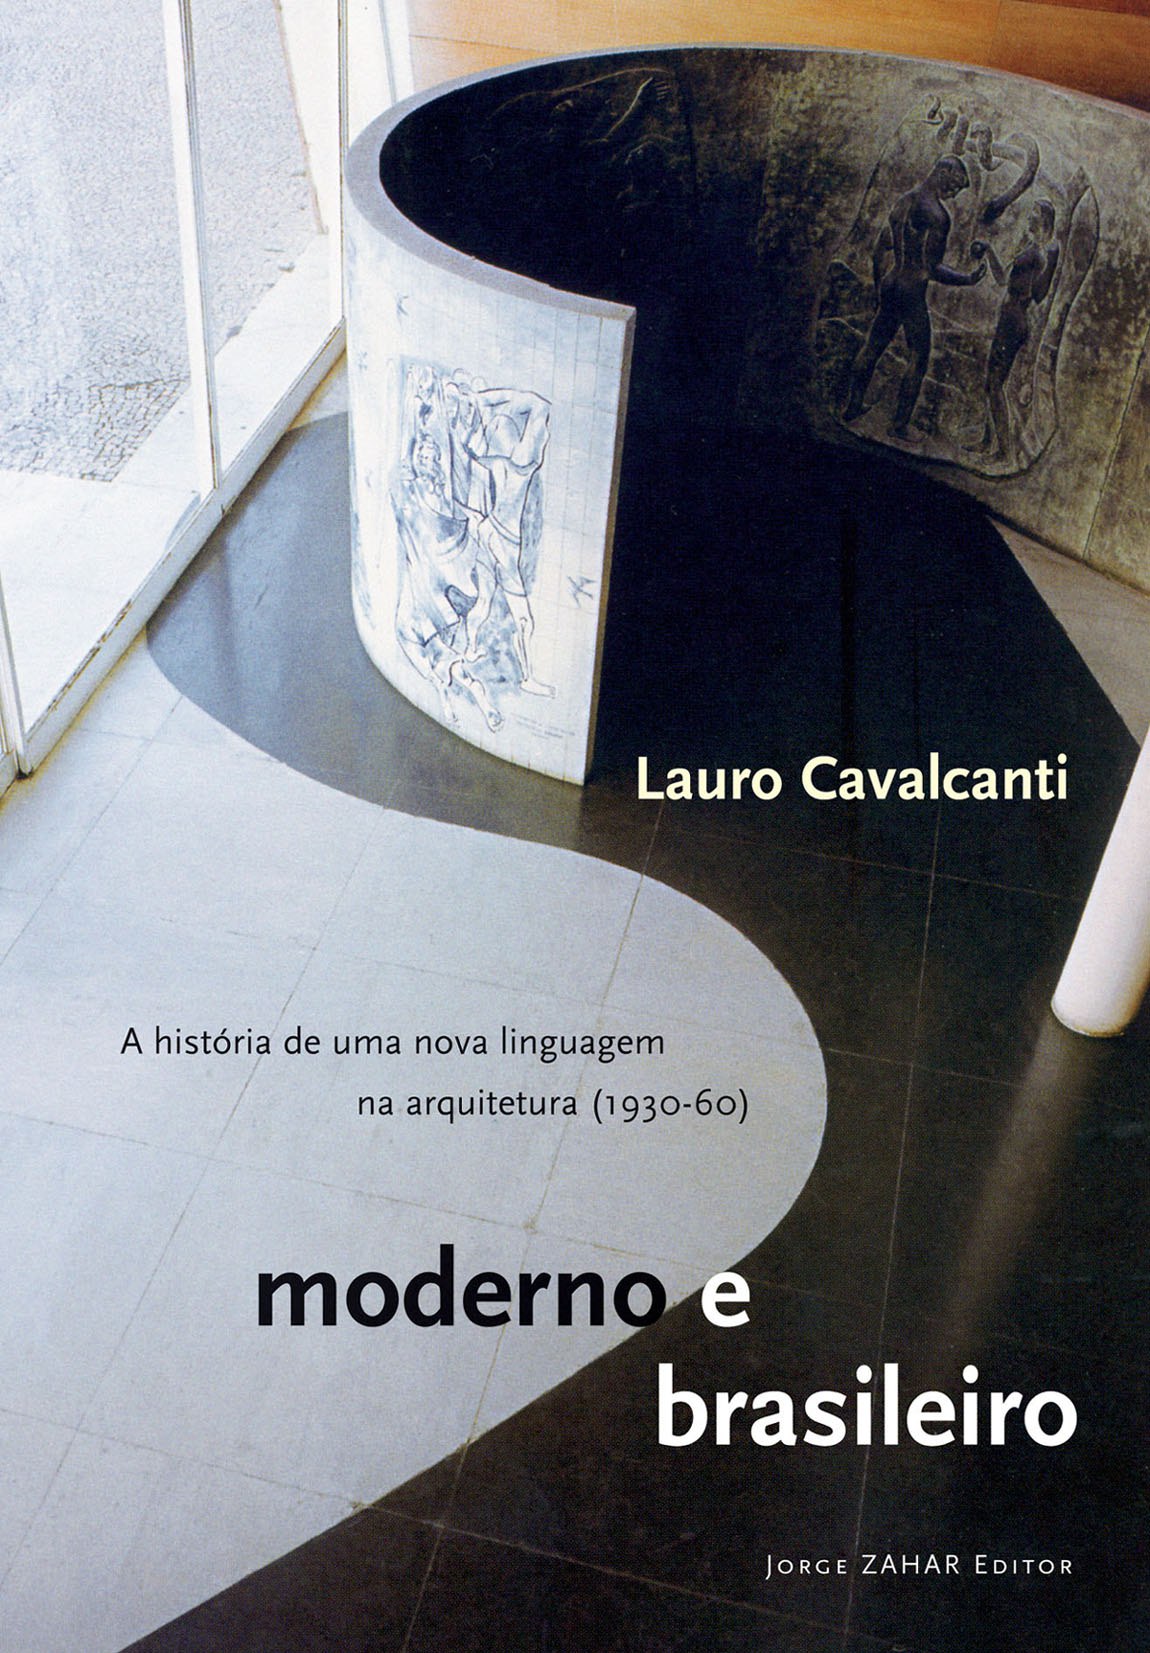 Lauro Cavalcanti
A história de uma nova linguagem
na arquitetura (1930-60)
moderno e
brasileiro
Jorge ZAHAR Editor